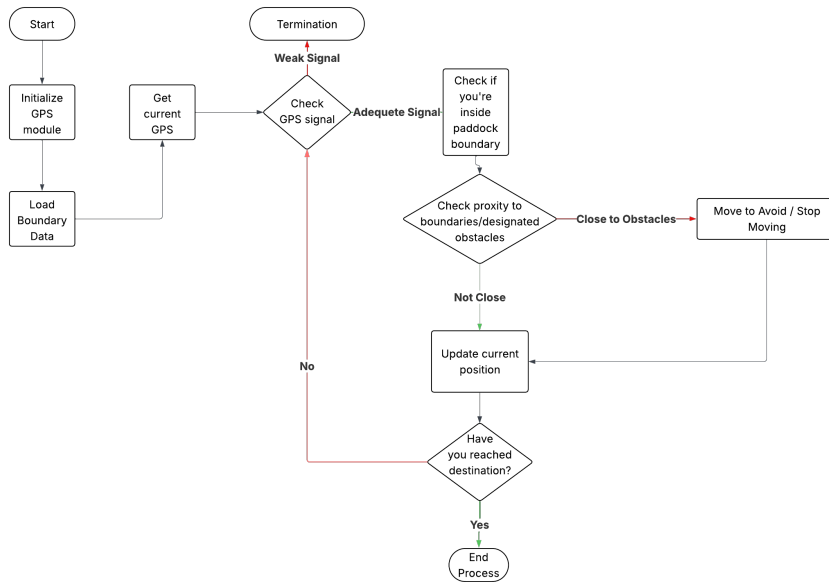 Start
Termination
Weak Signal
Initialize
GPS
module
Get
current
GPS
Check
GPS signal
Adequete Signal
Check if
you're
inside
paddock
boundary
Load
Boundary
Data
Check proxity to
boundaries/designated
obstacles
Close to Obstacles
Move to Avoid / Stop
Moving
Not Close
Update current
position
No
Have
you reached
destination?
Yes
End
Process